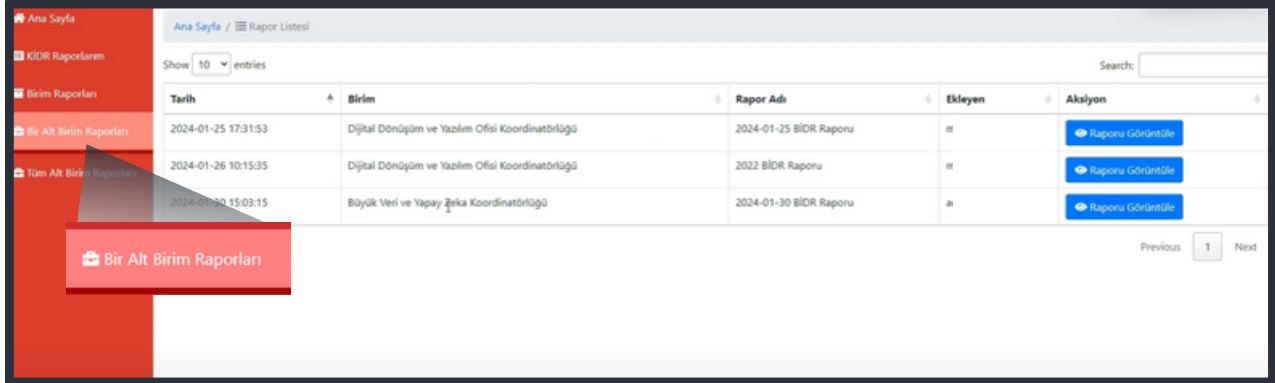 Ana Sayfa
KİDR Raporlarım
Birim Raporları
Bir Alt Birim Raporları
Tüm Alt Birim Raporları
Bir Alt Birim Raporları
Ana Sayfa / Rapor Listesi
Show 10 entries
Search:
Tarih Birim Rapor Adı Ekleyen Aksiyon
2024-01-25 17:31:53 Dijital Dönüşüm ve Yazılım Ofisi Koordinatörlüğü 2024-01-25 BİDR Raporu Raporu Görüntüle
2024-01-26 10:15:35 Dijital Dönüşüm ve Yazılım Ofisi Koordinatörlüğü 2022 BİDR Raporu Raporu Görüntüle
2024-01-30 15:03:15 Büyük Veri ve Yapay Zeka Koordinatörlüğü 2024-01-30 BİDR Raporu Raporu Görüntüle
Previous 1 Next